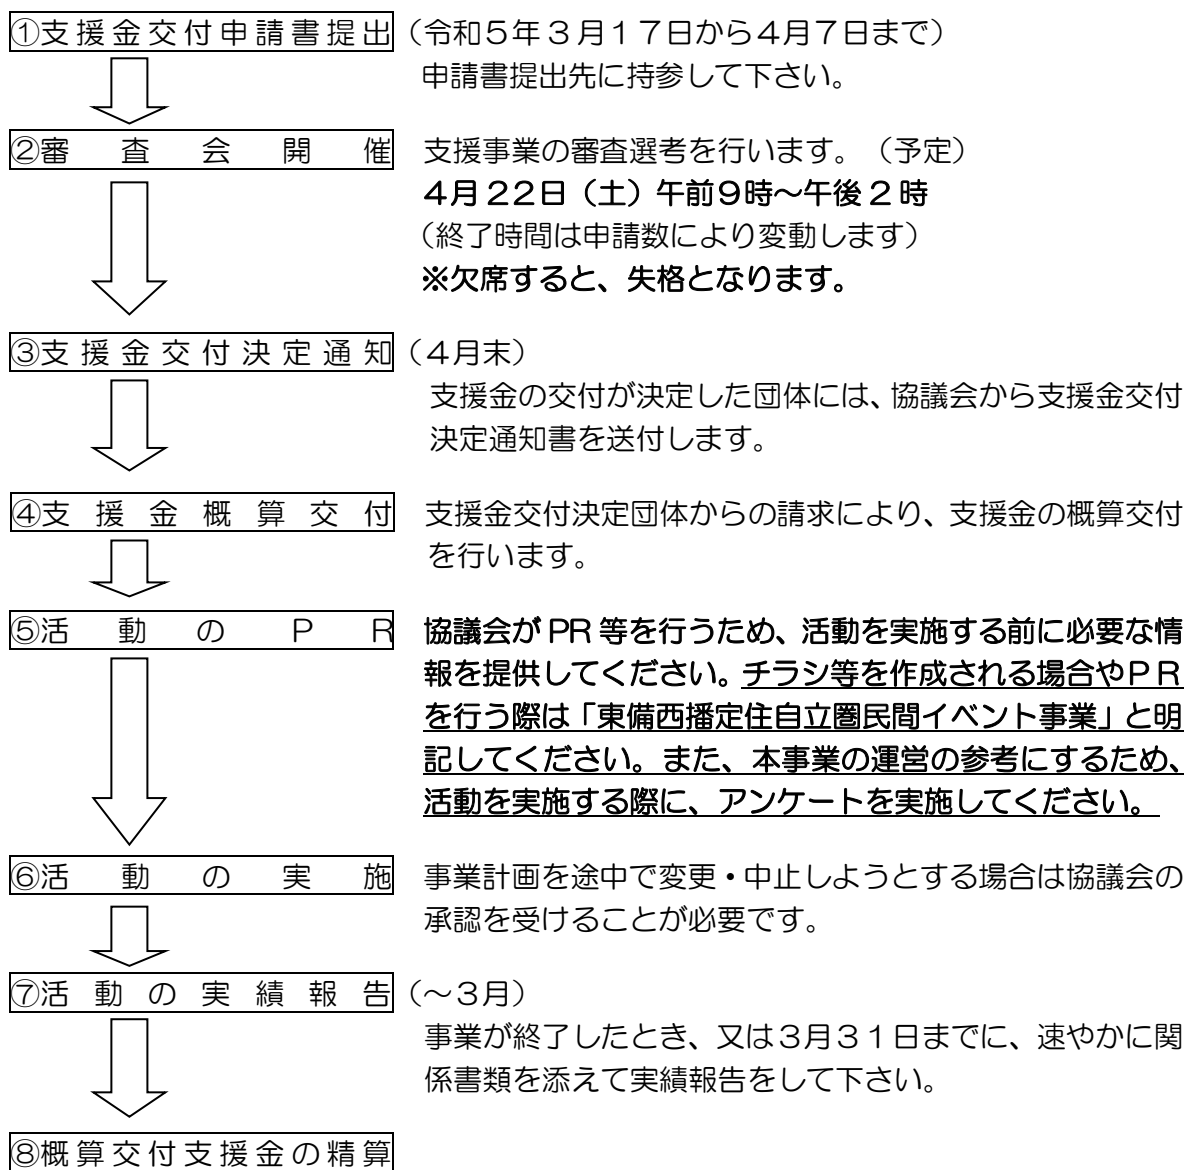 ①支援金交付申請書提出（令和５年３月１７日から４月７日まで）
申請書提出先に持参して下さい。
②審査会開催　支援事業の審査選考を行います。（予定）
４月２２日（土）午前９時～午後２時
（終了時間は申請数により変動します）
※欠席すると、失格となります。
③支援金交付決定通知（４月末）
支援金の交付が決定した団体には、協議会から支援金交付
決定通知書を送付します。
④支援金概算交付　支援金交付決定団体からの請求により、支援金の概算交付
を行います。
⑤活動のＰＲ　協議会が PR 等を行うため、活動を実施する前に必要な情
報を提供してください。チラシ等を作成される場合やＰＲ
を行う際は「東備西播定住自立圏民間イベント事業」と明
記してください。また、本事業の運営の参考にするため、
活動を実施する際に、アンケートを実施してください。
⑥活動の実施　事業計画を途中で変更・中止しようとする場合は協議会の
承認を受けることが必要です。
⑦活動の実績報告（～３月）
事業が終了したとき、又は３月３１日までに、速やかに関
係書類を添えて実績報告をして下さい。
⑧概算交付支援金の精算